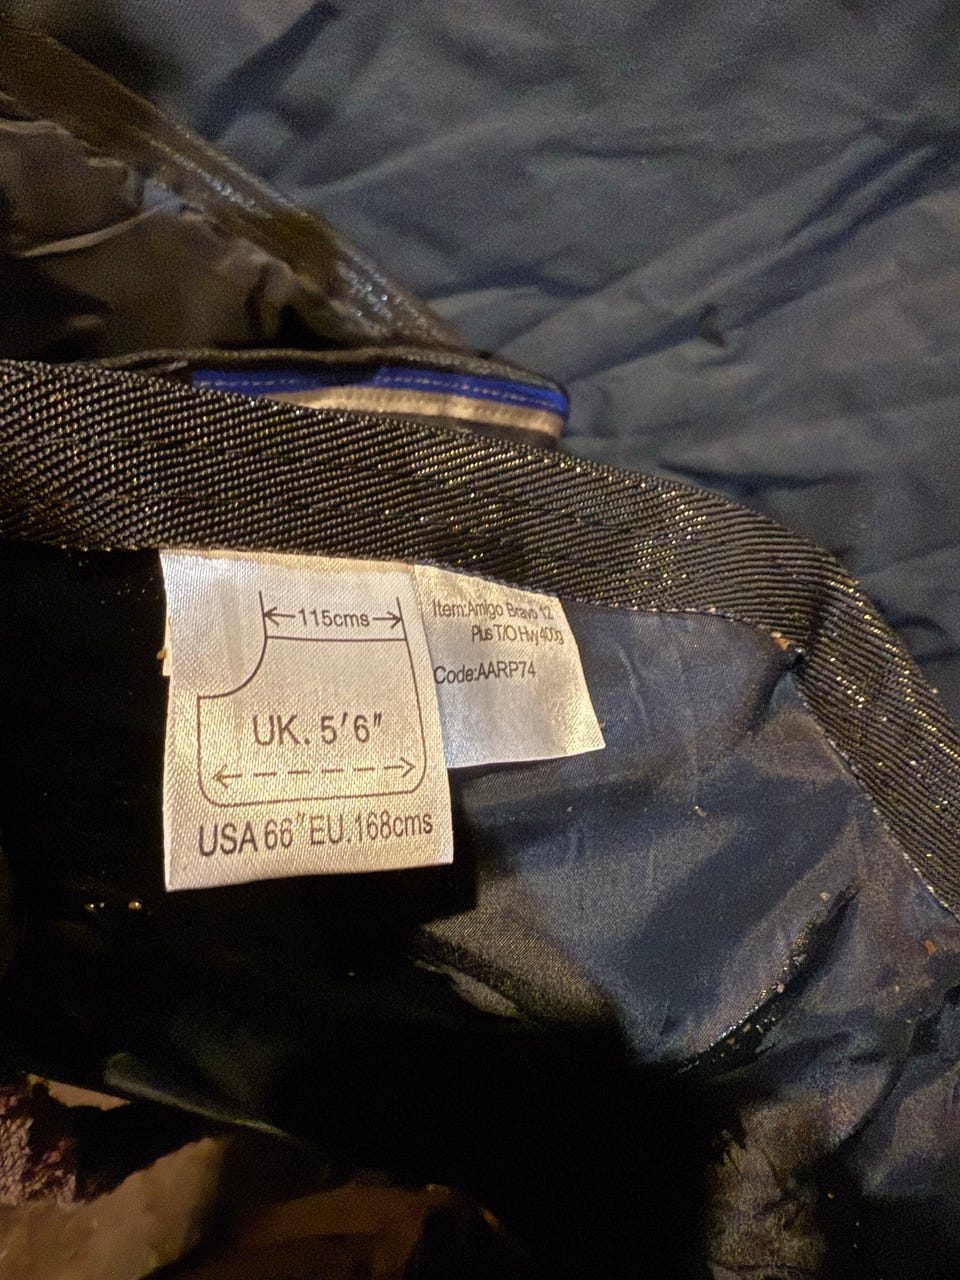 115cms
UK. 5'6"
USA 66" EU.168cms
Item:Amigo Bravo 12
Plus T/O Hvy 400g
Code:AARP74